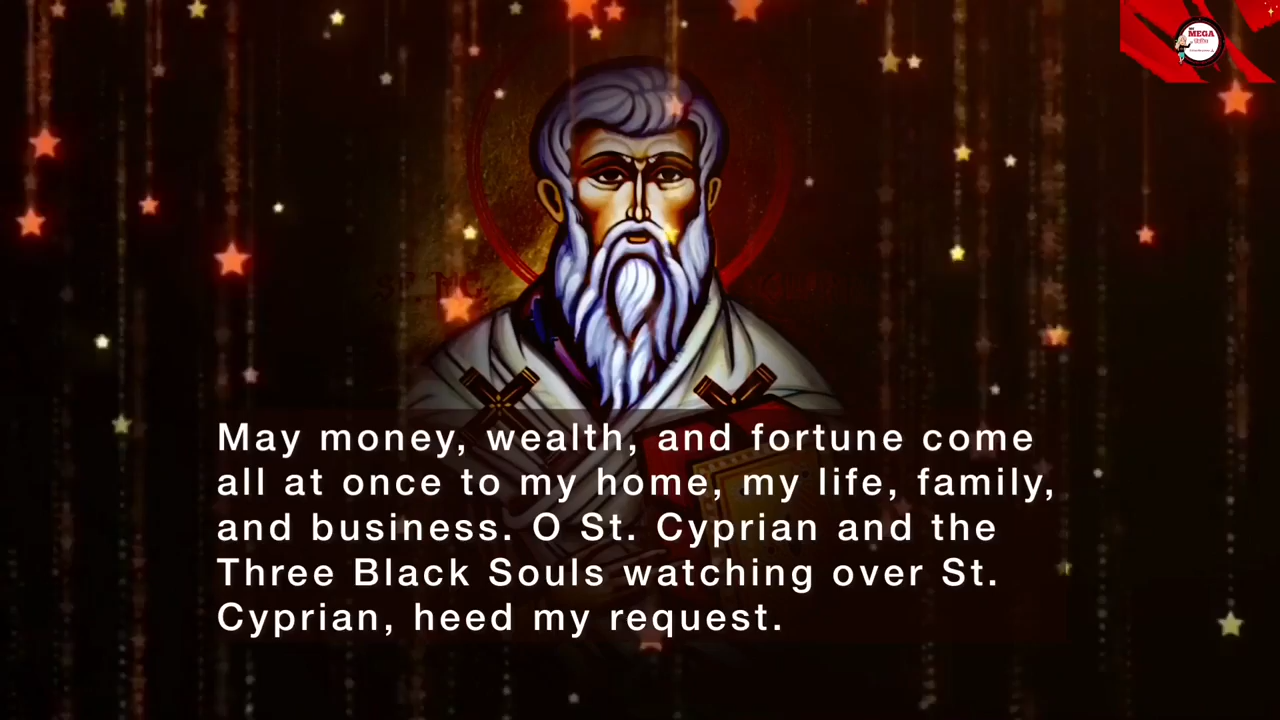 MEGA
May money, wealth, and fortune come
all at once to my home, my life, family,
and business. O St. Cyprian and the
Three Black Souls watching over St.
Cyprian, heed my request.